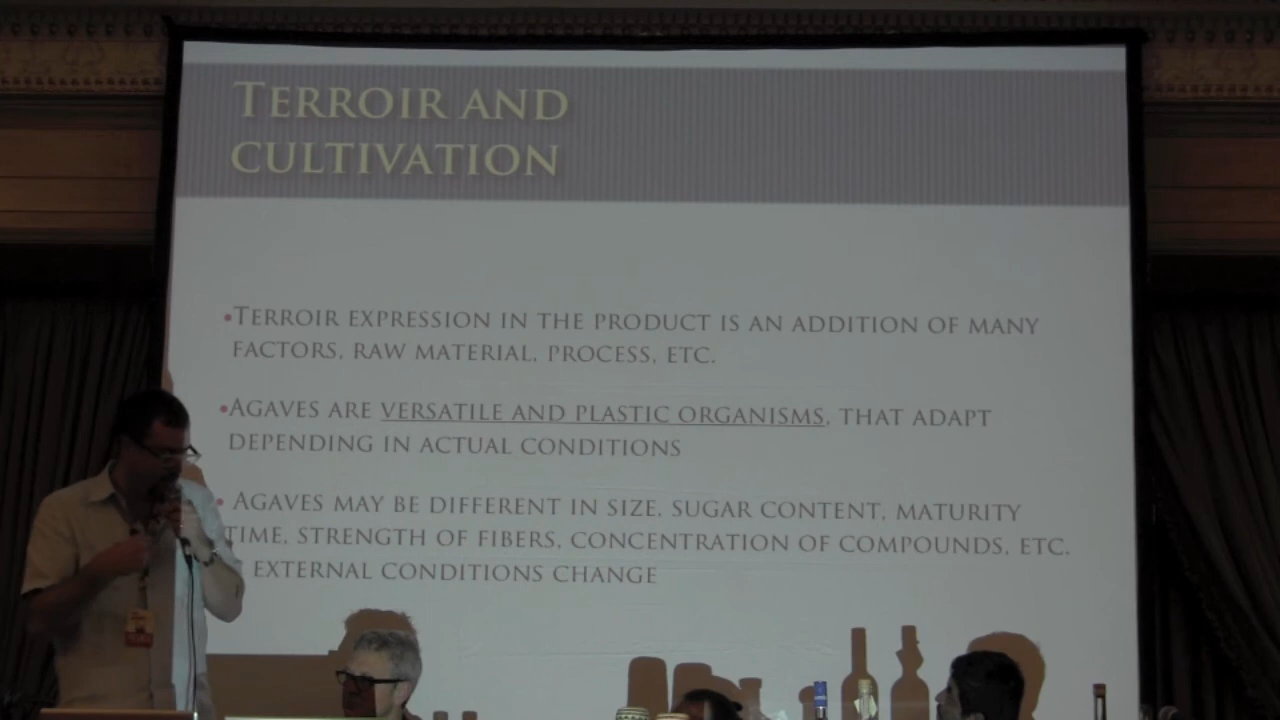 TERROIR AND
CULTIVATION
•TERROIR EXPRESSION IN THE PRODUCT IS AN ADDITION OF MANY
FACTORS, RAW MATERIAL, PROCESS, ETC.
•AGAVES ARE VERSATILE AND PLASTIC ORGANISMS, THAT ADAPT
DEPENDING IN ACTUAL CONDITIONS
• AGAVES MAY BE DIFFERENT IN SIZE, SUGAR CONTENT, MATURITY
TIME, STRENGTH OF FIBERS, CONCENTRATION OF COMPOUNDS, ETC.
EXTERNAL CONDITIONS CHANGE